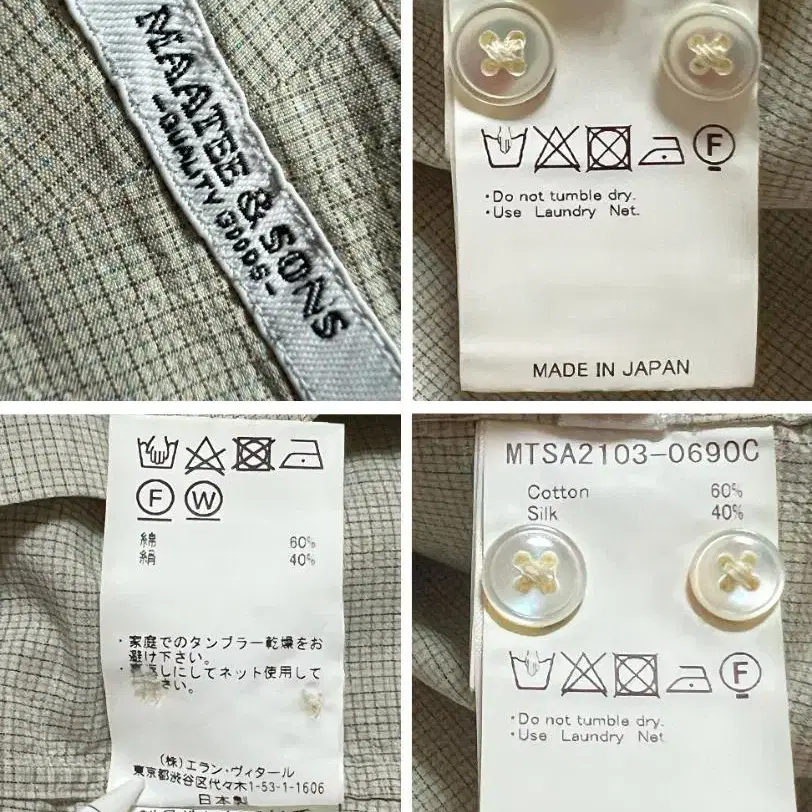 MAATEE & SONS
-QUALITY GOODS-
F
・Do not tumble dry.
・Use Laundry Net.
MADE IN JAPAN
F W
綿 60%
絹 40%
・家庭でのタンブラー乾燥をお
避け下さい。
しにしてネット使用して
さい。
(株)エラン・ヴィタール
東京都渋谷区代々木1-53-1-1606
日本製
MTSA2103-0690C
Cotton 60%
Silk 40%
F
・Do not tumble dry.
・Use Laundry Net